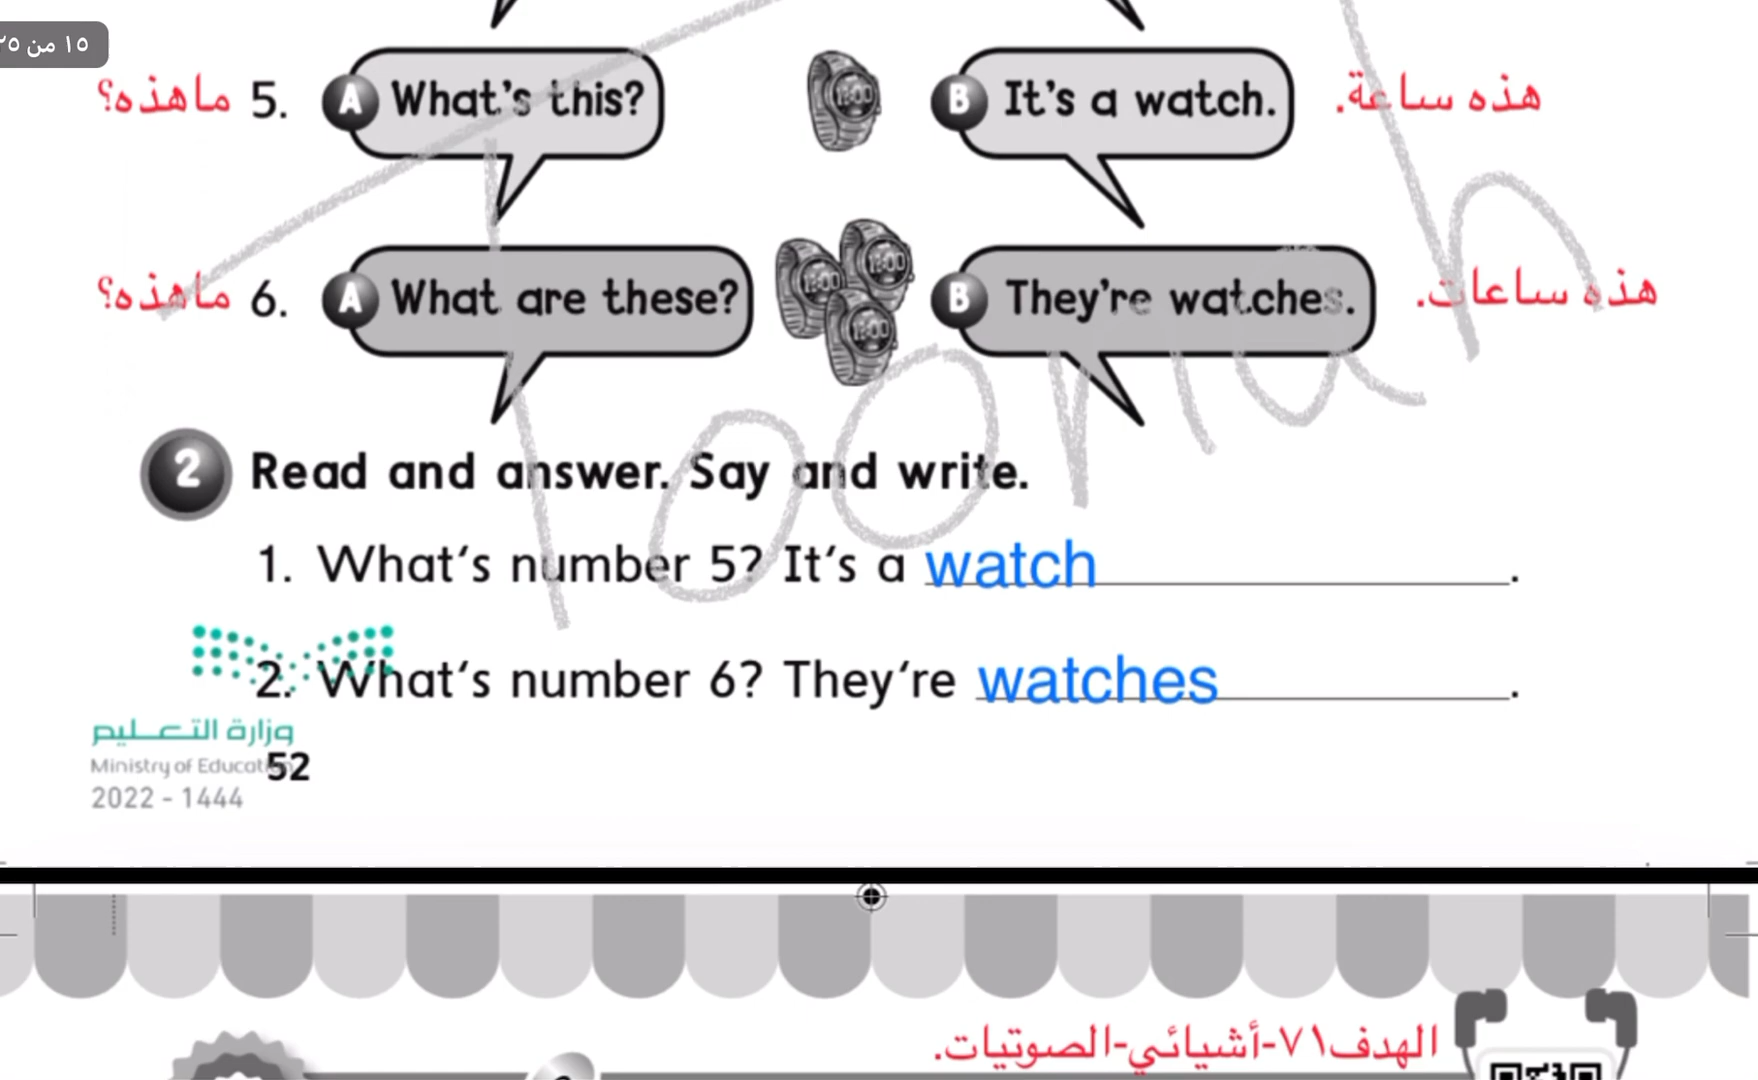 ١٥ من ٢٥
ماهذه؟ 5. A What's this? B It's a watch. هذه ساعة.
ماهذه؟ 6. A What are these? B They're watches. هذه ساعات.
2 Read and answer. Say and write.
1. What's number 5? It's a watch.
2. What's number 6? They're watches.
وزارة التعليم
Ministry of Education 52
2022 - 1444
الهدف٧١-أشيائي-الصوتيات.